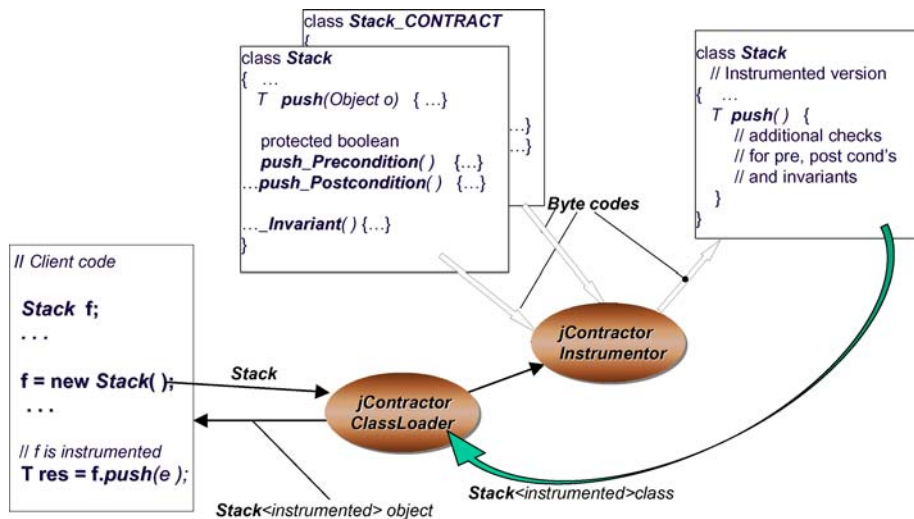 class Stack_CONTRACT
{
...}
...}
class Stack
{ ...
T push(Object o) { ...}
protected boolean
push_Precondition( ) {...}
...push_Postcondition( ) {...}
..._Invariant( ) {...}
}
class Stack
// Instrumented version
{ ...
T push( ) {
// additional checks
// for pre, post cond's
// and invariants
}
}
Byte codes
// Client code
Stack f;
. . .
f = new Stack( );
. . .
// f is instrumented
T res = f.push(e );
Stack
jContractor
Instrumentor
jContractor
ClassLoader
Stack<instrumented>class
Stack<instrumented> object